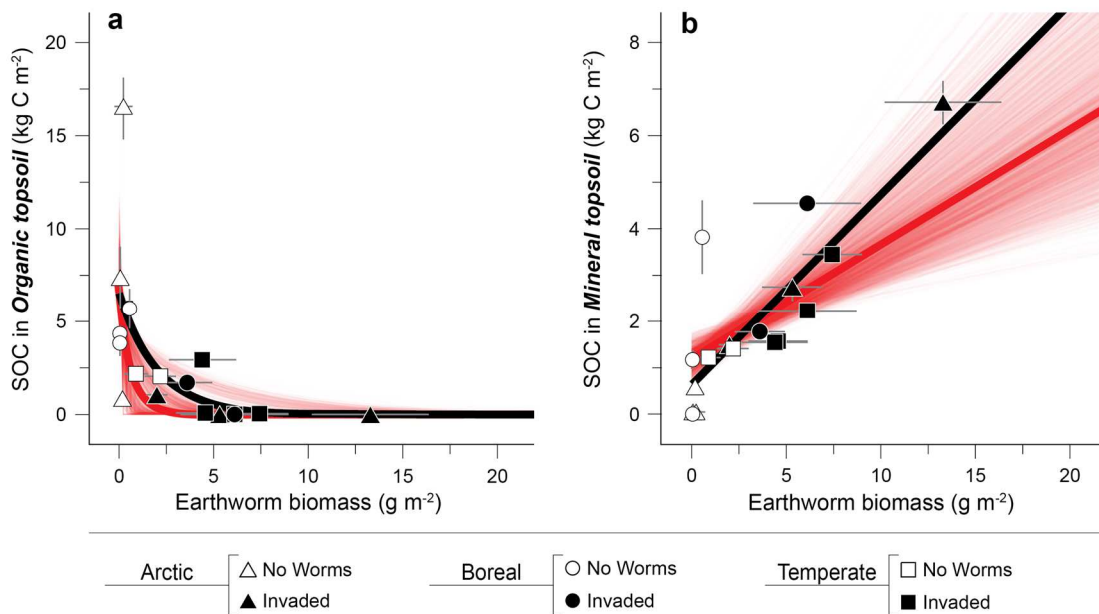 a
SOC in Organic topsoil (kg C m-2)
20
15
10
5
0
0 5 10 15 20
Earthworm biomass (g m-2)
b
SOC in Mineral topsoil (kg C m-2)
8
6
4
2
0
0 5 10 15 20
Earthworm biomass (g m-2)
Arctic
No Worms
Invaded
Boreal
No Worms
Invaded
Temperate
No Worms
Invaded